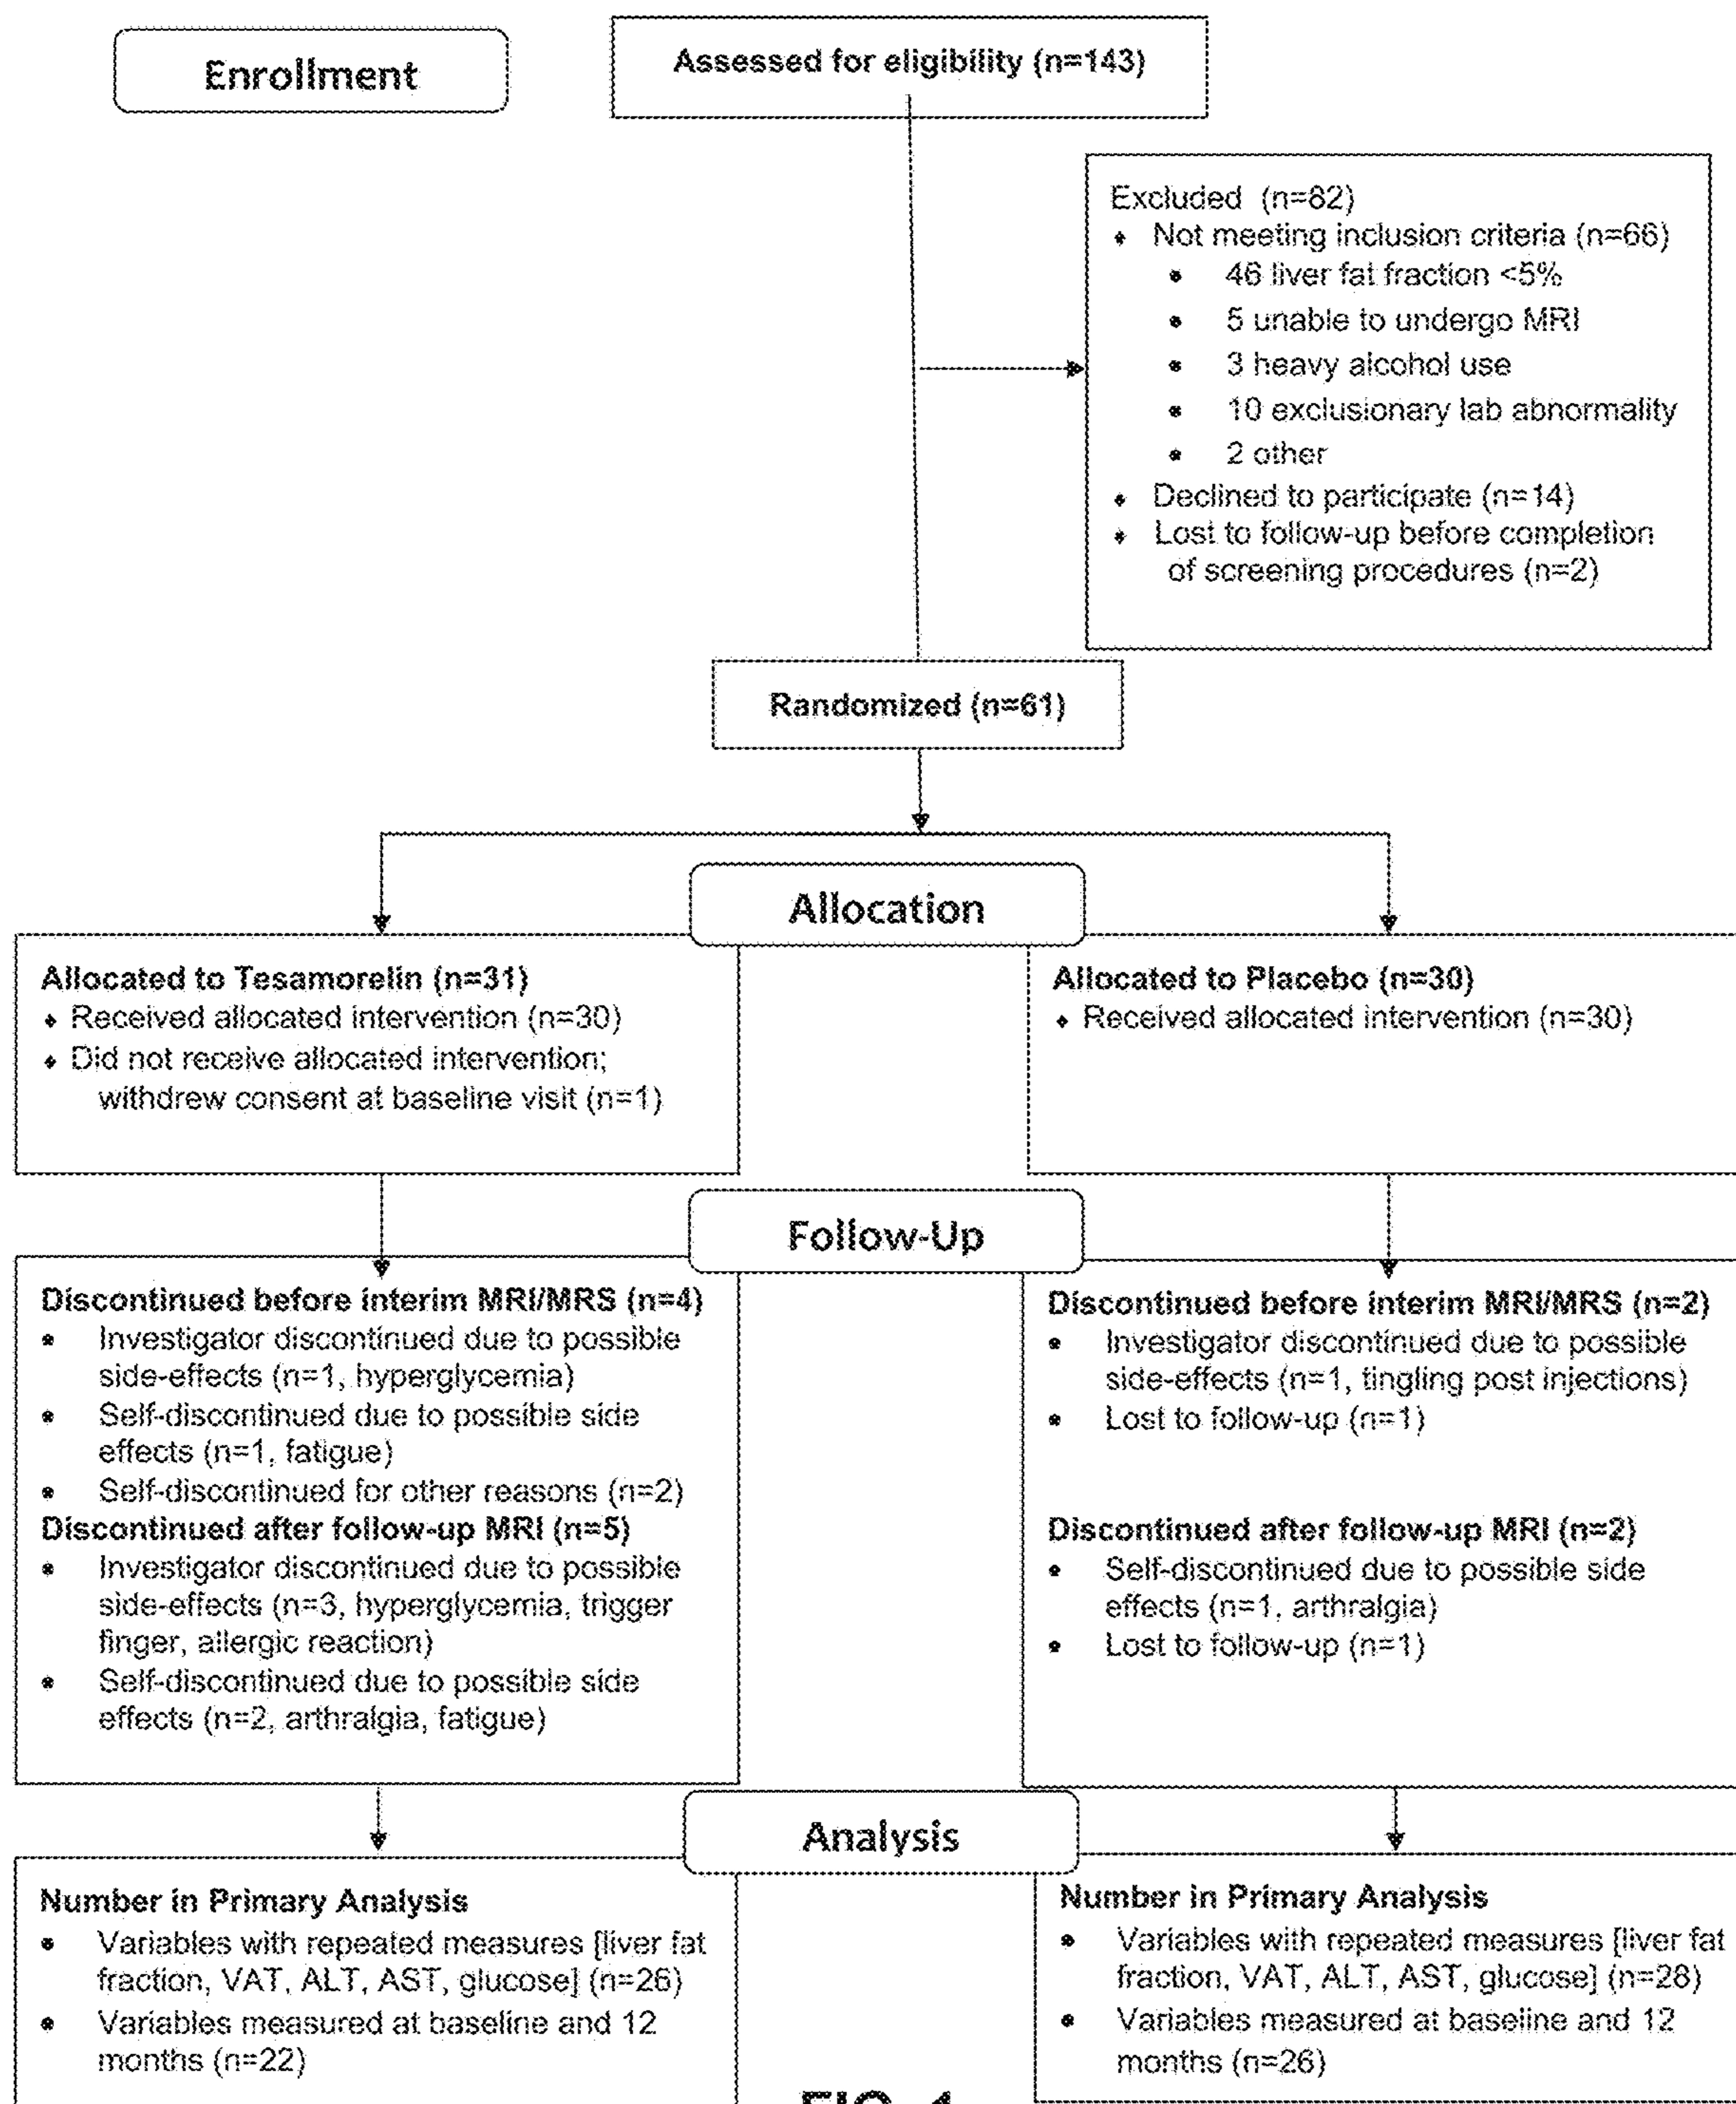 Enrollment
Assessed for eligibility (n=143)
Excluded (n=82)
Not meeting inclusion criteria (n=66)
46 liver fat fraction <5%
5 unable to undergo MRI
3 heavy alcohol use
10 exclusionary lab abnormality
2 other
Declined to participate (n=14)
Lost to follow-up before completion
of screening procedures (n=2)
Randomized (n=61)
Allocation
Allocated to Tesamorelin (n=31)
Received allocated intervention (n=30)
Did not receive allocated intervention;
withdrew consent at baseline visit (n=1)
Allocated to Placebo (n=30)
Received allocated intervention (n=30)
Follow-Up
Discontinued before interim MRI/MRS (n=4)
Investigator discontinued due to possible
side-effects (n=1, hyperglycemia)
Self-discontinued due to possible side
effects (n=1, fatigue)
Self-discontinued for other reasons (n=2)
Discontinued after follow-up MRI (n=5)
Investigator discontinued due to possible
side-effects (n=3, hyperglycemia, trigger
finger, allergic reaction)
Self-discontinued due to possible side
effects (n=2, arthralgia, fatigue)
Discontinued before interim MRI/MRS (n=2)
Investigator discontinued due to possible
side-effects (n=1, tingling post injections)
Lost to follow-up (n=1)
Discontinued after follow-up MRI (n=2)
Self-discontinued due to possible side
effects (n=1, arthralgia)
Lost to follow-up (n=1)
Analysis
Number in Primary Analysis
Variables with repeated measures [liver fat
fraction, VAT, ALT, AST, glucose] (n=26)
Variables measured at baseline and 12
months (n=22)
Number in Primary Analysis
Variables with repeated measures [liver fat
fraction, VAT, ALT, AST, glucose] (n=28)
Variables measured at baseline and 12
months (n=26)
FIG. 1